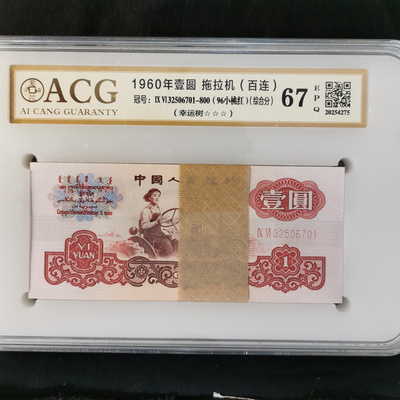 ACG
AI CANG GUARANTY
1960年壹圆 拖拉机（百连）
冠号：IX VI32506701-800（96小桃红）（综合分）
（幸运树☆☆☆）
67
EPQ
20254275
中國人民
壹圓
IX VI 32506701
YI
YUAN
1